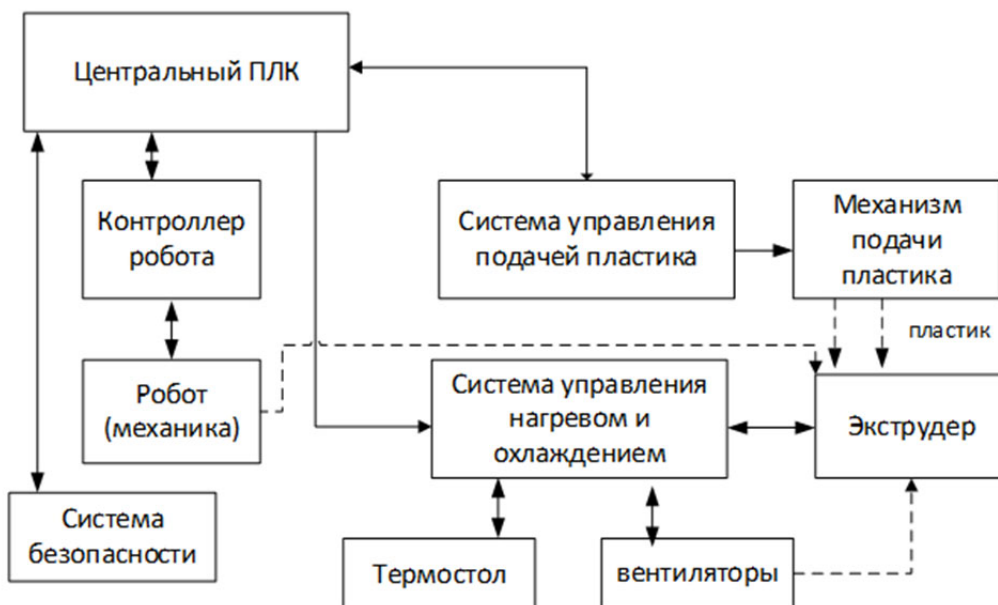 Центральный ПЛК
Контроллер
робота
Система управления
подачей пластика
Механизм
подачи
пластика
пластик
Робот
(механика)
Система управления
нагревом и
охлаждением
Экструдер
Система
безопасности
Термостол
вентиляторы